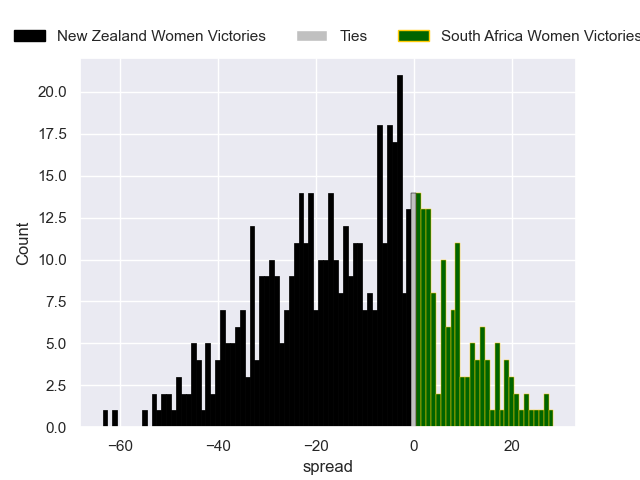 New Zealand Women Victories Ties South Africa Women Victories
20.0
17.5
15.0
12.5
10.0
7.5
5.0
2.5
0.0
Count
−60 −40 −20 0 20
spread